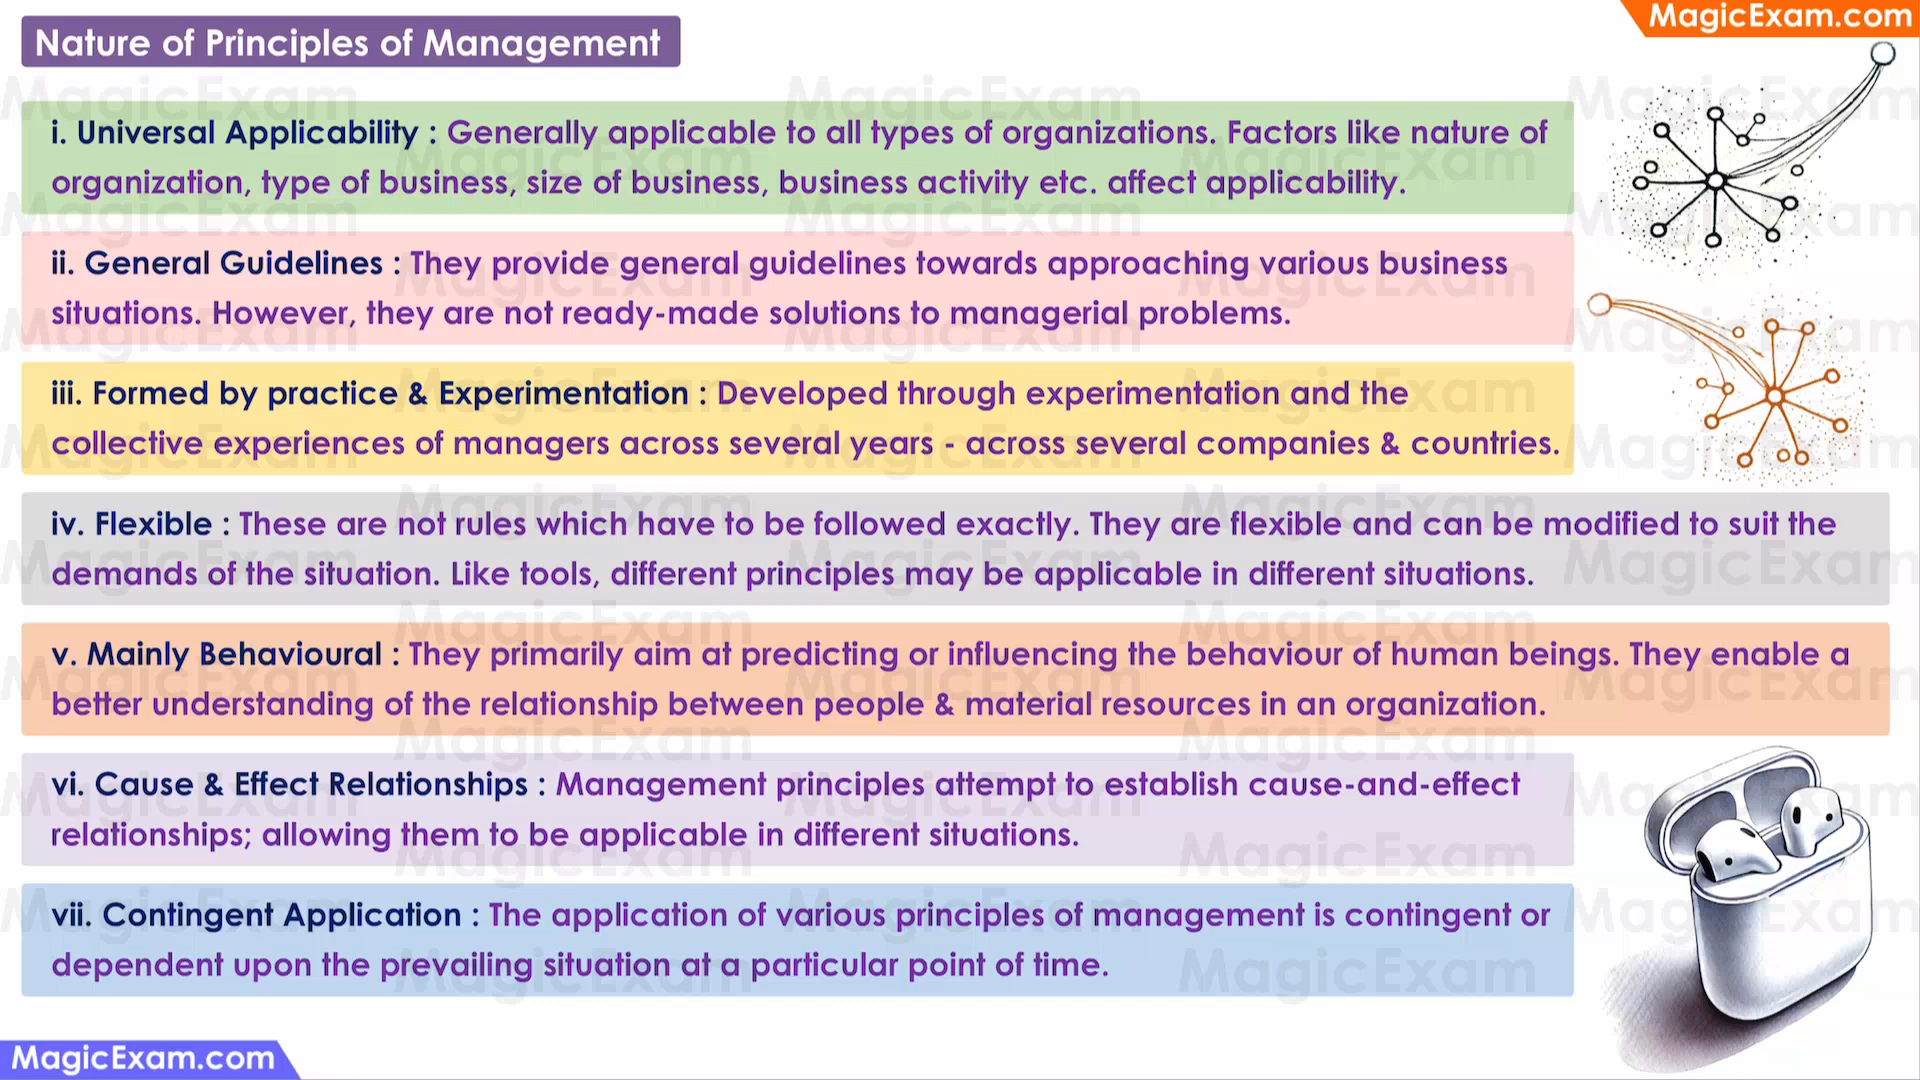 MagicExam.com
Nature of Principles of Management
i. Universal Applicability : Generally applicable to all types of organizations. Factors like nature of
organization, type of business, size of business, business activity etc. affect applicability.
ii. General Guidelines : They provide general guidelines towards approaching various business
situations. However, they are not ready-made solutions to managerial problems.
iii. Formed by practice & Experimentation : Developed through experimentation and the
collective experiences of managers across several years - across several companies & countries.
iv. Flexible : These are not rules which have to be followed exactly. They are flexible and can be modified to suit the
demands of the situation. Like tools, different principles may be applicable in different situations.
v. Mainly Behavioural : They primarily aim at predicting or influencing the behaviour of human beings. They enable a
better understanding of the relationship between people & material resources in an organization.
vi. Cause & Effect Relationships : Management principles attempt to establish cause-and-effect
relationships; allowing them to be applicable in different situations.
vii. Contingent Application : The application of various principles of management is contingent or
dependent upon the prevailing situation at a particular point of time.
MagicExam.com